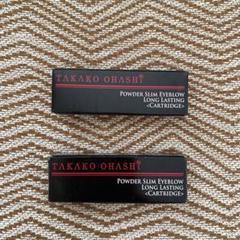 TAKAKO OHASHI
POWDER SLIM EYEBLOW
LONG LASTING
<CARTRIDGE>
TAKAKO OHASHI
POWDER SLIM EYEBLOW
LONG LASTING
<CARTRIDGE>